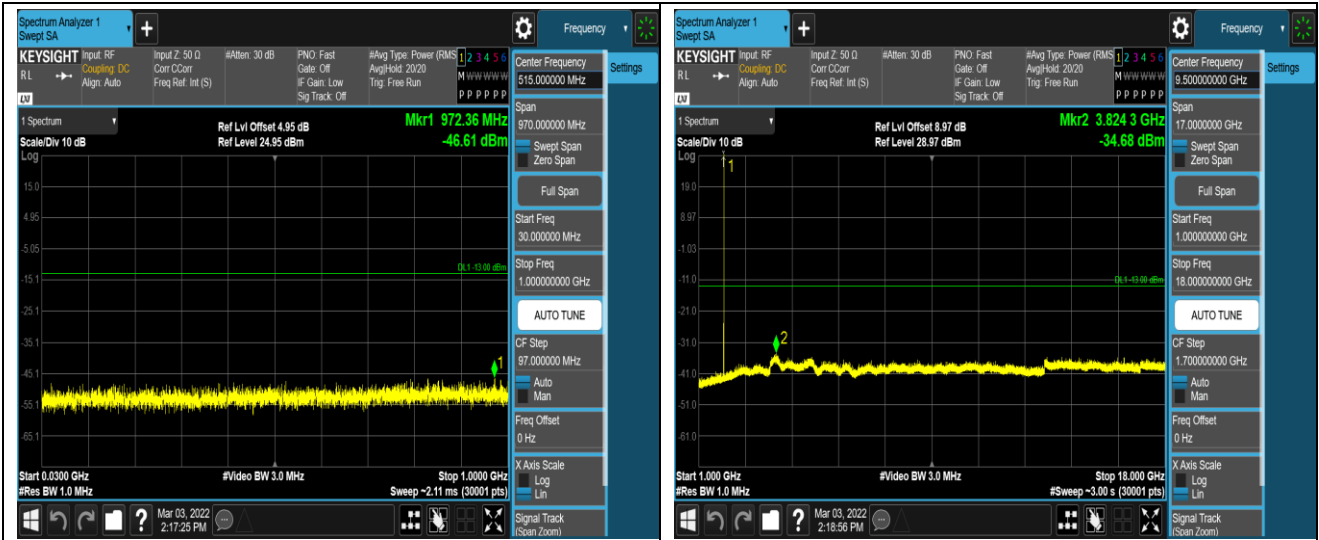 Spectrum Analyzer 1
Swept SA
+
Frequency
KEYSIGHT
RL
Input: RF
Coupling: DC
Align: Auto
Input Z: 50 Ω
Corr CCorr
Freq Ref: Int (S)
#Atten: 30 dB
PNO: Fast
Gate: Off
IF Gain: Low
Sig Track: Off
#Avg Type: Power (RMS
Avg|Hold: 20/20
Trig: Free Run
1 2 3 4 5 6
M W W W W W
P P P P P P
1 Spectrum
Scale/Div 10 dB
Log
Ref Lvl Offset 4.95 dB
Ref Level 24.95 dBm
Mkr1 972.36 MHz
-46.61 dBm
15.0
4.95
-5.05
DL1 -13.00 dBm
-15.1
-25.1
-35.1
1
-45.1
-55.1
-65.1
Start 0.0300 GHz
#Res BW 1.0 MHz
#Video BW 3.0 MHz
Stop 1.0000 GHz
Sweep ~2.11 ms (30001 pts)
Center Frequency
515.000000 MHz
Settings
Span
970.000000 MHz
Swept Span
Zero Span
Full Span
Start Freq
30.000000 MHz
Stop Freq
1.000000000 GHz
AUTO TUNE
CF Step
97.000000 MHz
Auto
Man
Freq Offset
0 Hz
X Axis Scale
Log
Lin
Signal Track
(Span Zoom)
?
Mar 03, 2022
2:17:25 PM
Spectrum Analyzer 1
Swept SA
+
Frequency
KEYSIGHT
RL
Input: RF
Coupling: DC
Align: Auto
Input Z: 50 Ω
Corr CCorr
Freq Ref: Int (S)
#Atten: 30 dB
PNO: Fast
Gate: Off
IF Gain: Low
Sig Track: Off
#Avg Type: Power (RMS
Avg|Hold: 20/20
Trig: Free Run
1 2 3 4 5 6
M W W W W W
P P P P P P
1 Spectrum
Scale/Div 10 dB
Log
Ref Lvl Offset 8.97 dB
Ref Level 28.97 dBm
Mkr2 3.824 3 GHz
-34.68 dBm
1
19.0
8.97
-1.03
-11.0
DL1 -13.00 dBm
-21.0
-31.0
2
-41.0
-51.0
-61.0
Start 1.000 GHz
#Res BW 1.0 MHz
#Video BW 3.0 MHz
Stop 18.000 GHz
#Sweep ~3.00 s (30001 pts)
Center Frequency
9.500000000 GHz
Settings
Span
17.0000000 GHz
Swept Span
Zero Span
Full Span
Start Freq
1.000000000 GHz
Stop Freq
18.000000000 GHz
AUTO TUNE
CF Step
1.700000000 GHz
Auto
Man
Freq Offset
0 Hz
X Axis Scale
Log
Lin
Signal Track
(Span Zoom)
?
Mar 03, 2022
2:18:56 PM